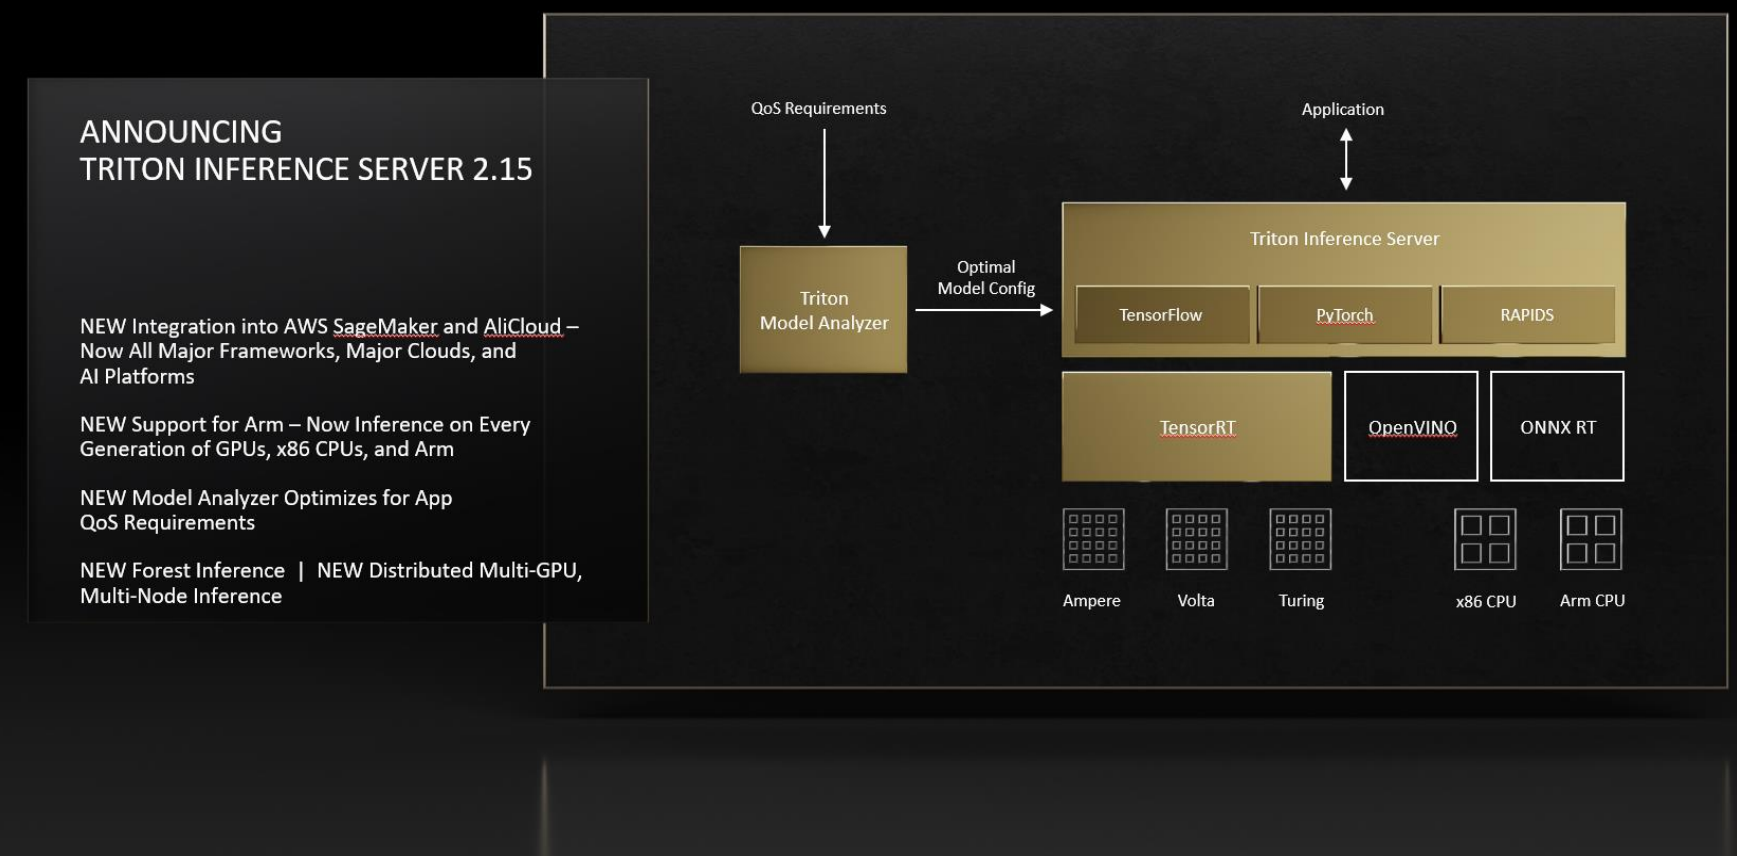 ANNOUNCING
TRITON INFERENCE SERVER 2.15
NEW Integration into AWS SageMaker and AliCloud –
Now All Major Frameworks, Major Clouds, and
AI Platforms
NEW Support for Arm – Now Inference on Every
Generation of GPUs, x86 CPUs, and Arm
NEW Model Analyzer Optimizes for App
QoS Requirements
NEW Forest Inference | NEW Distributed Multi-GPU,
Multi-Node Inference
QoS Requirements
Triton
Model Analyzer
Optimal
Model Config
Application
Triton Inference Server
TensorFlow
PyTorch
RAPIDS
TensorRT
OpenVINO
ONNX RT
Ampere
Volta
Turing
x86 CPU
Arm CPU